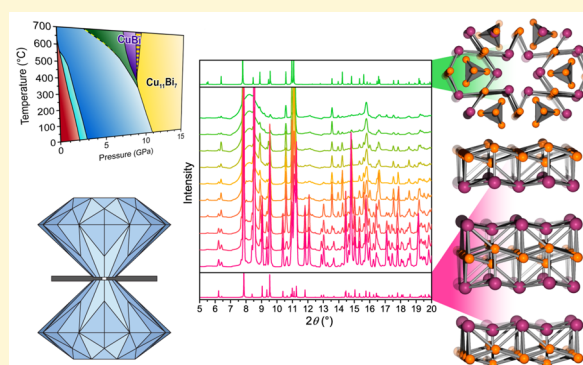 700
600
500
400
300
200
100
0
Temperature (°C)
CuBi
Cu₁₁Bi₇
0 5 10 15
Pressure (GPa)
Intensity
5 6 7 8 9 10 11 12 13 14 15 16 17 18 19 20
2θ (°)